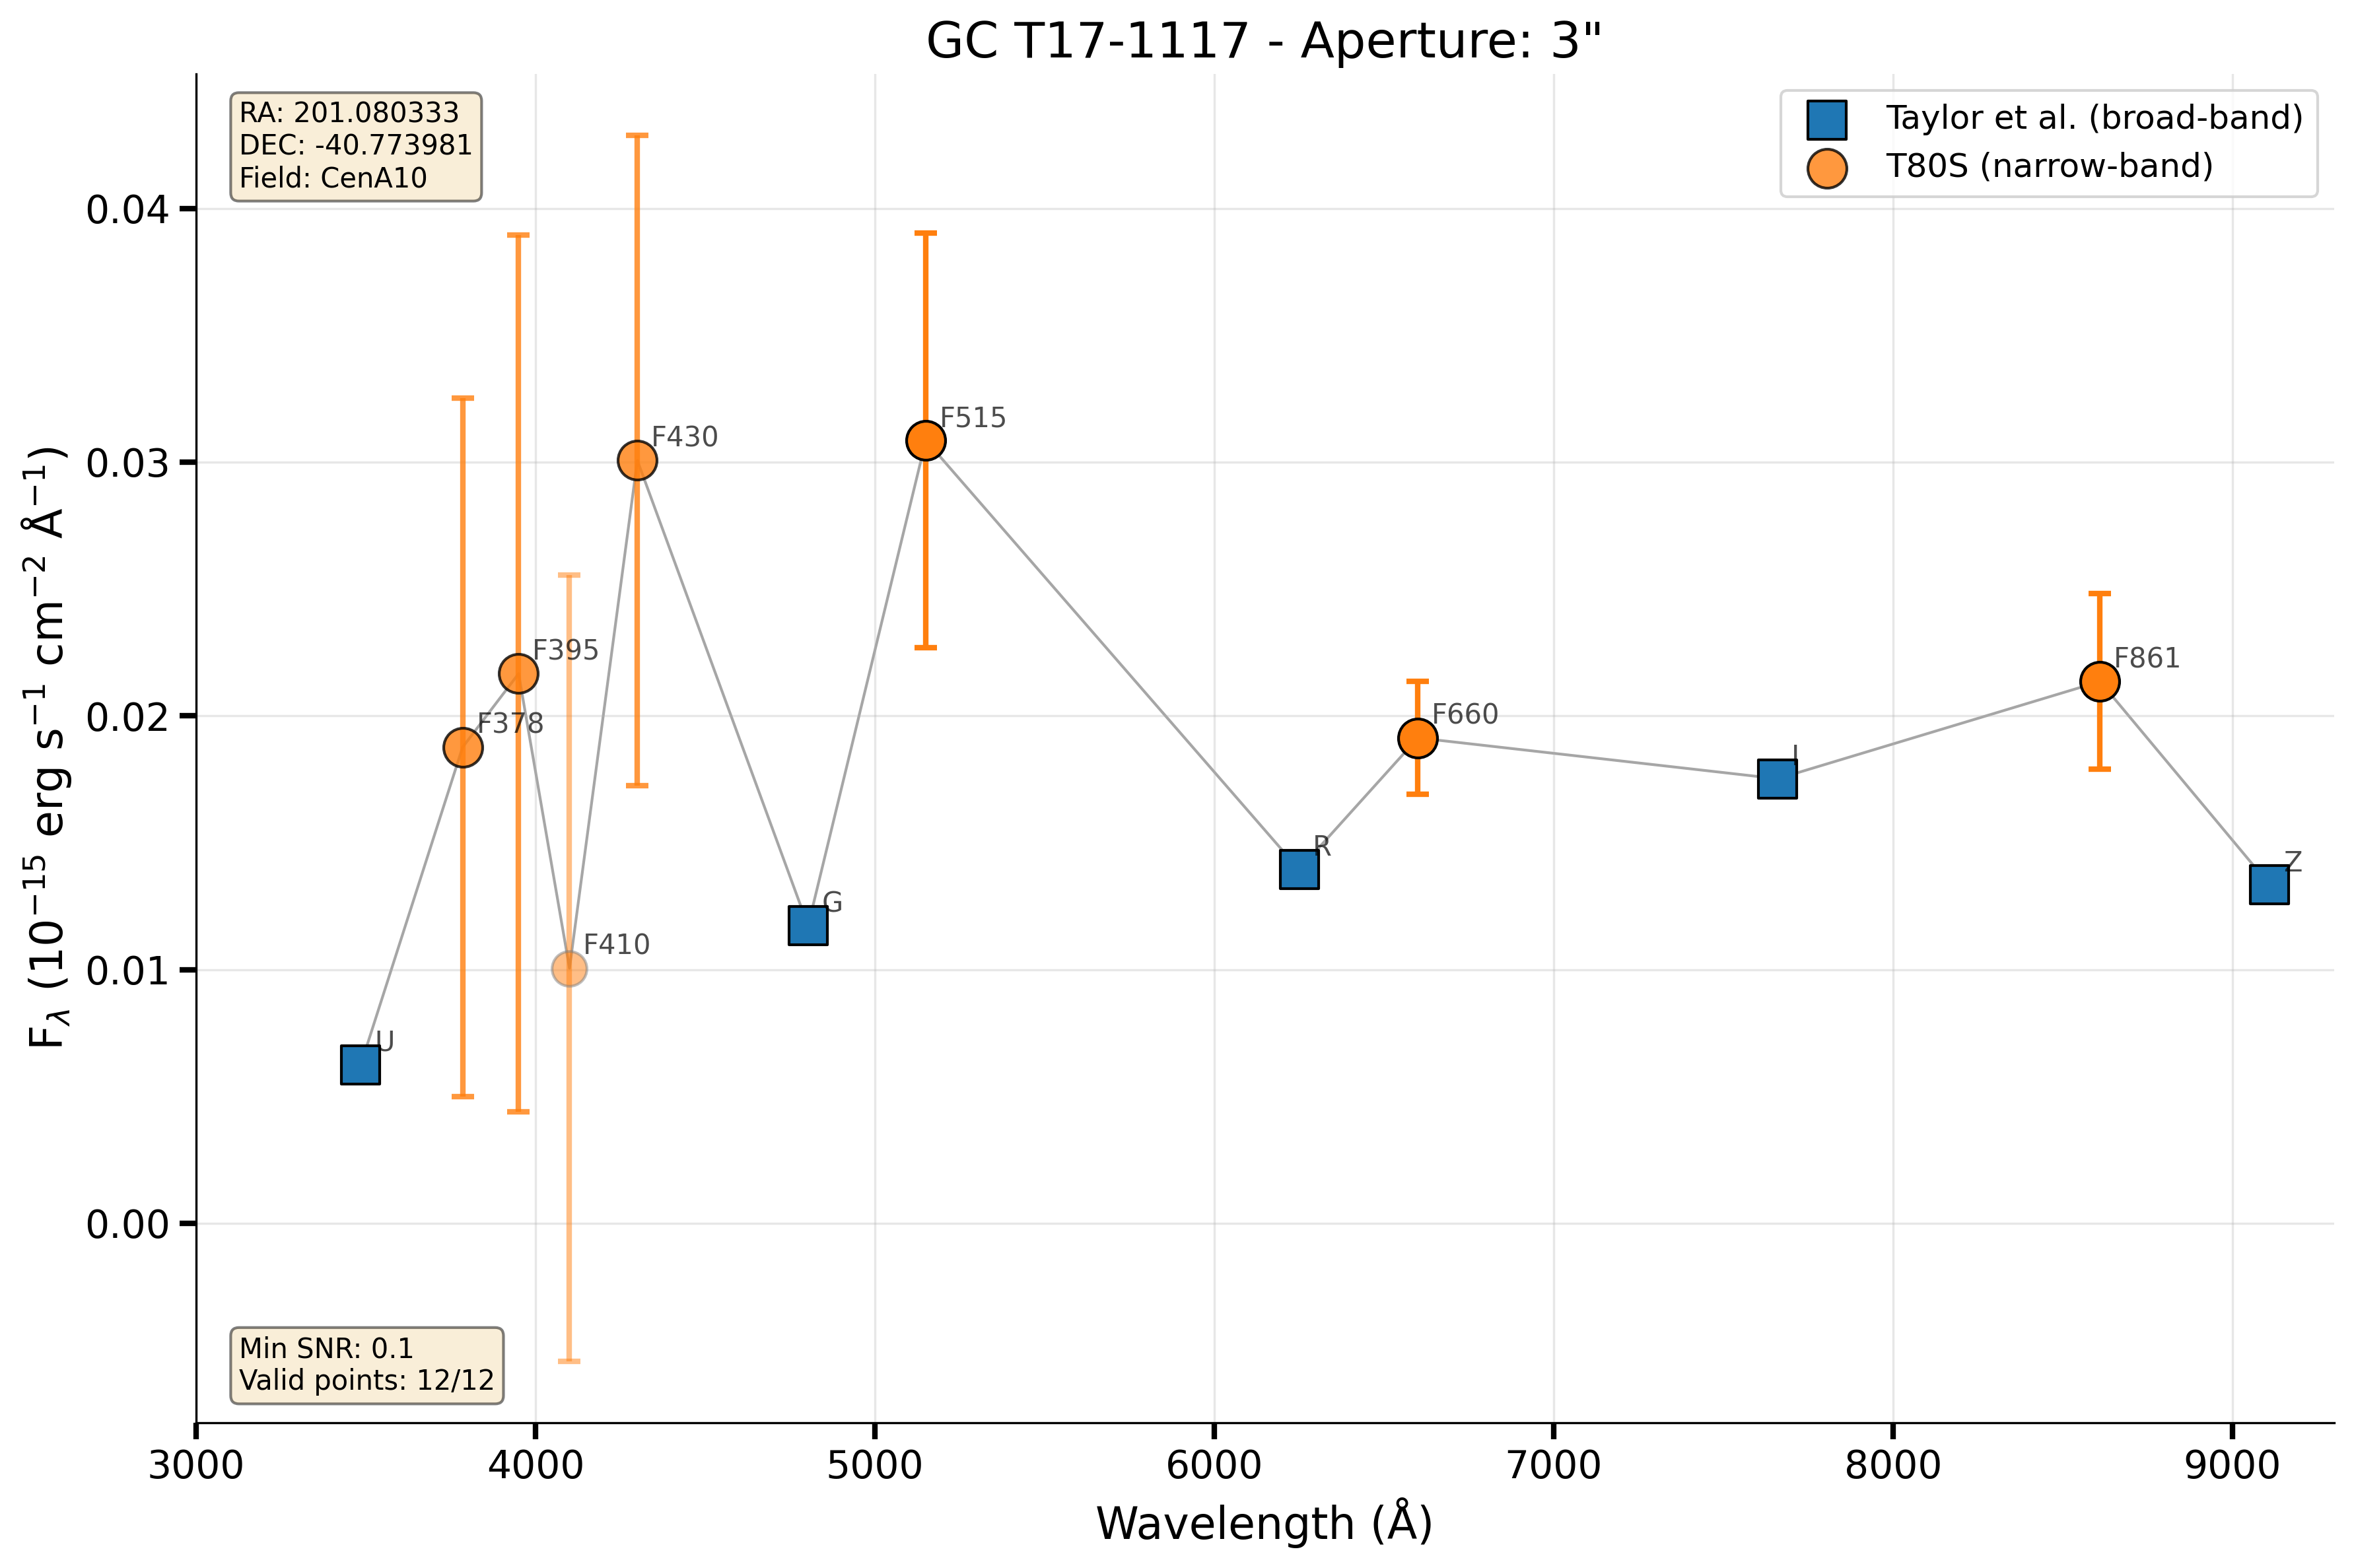 GC T17-1117 - Aperture: 3"
RA: 201.080333
DEC: -40.773981
Field: CenA10
Taylor et al. (broad-band)
T80S (narrow-band)
0.04
0.03
0.02
0.01
0.00
F_λ (10⁻¹⁵ erg s⁻¹ cm⁻² Å⁻¹)
U
F378
F395
F410
F430
G
F515
R
F660
I
F861
Z
Min SNR: 0.1
Valid points: 12/12
3000 4000 5000 6000 7000 8000 9000
Wavelength (Å)